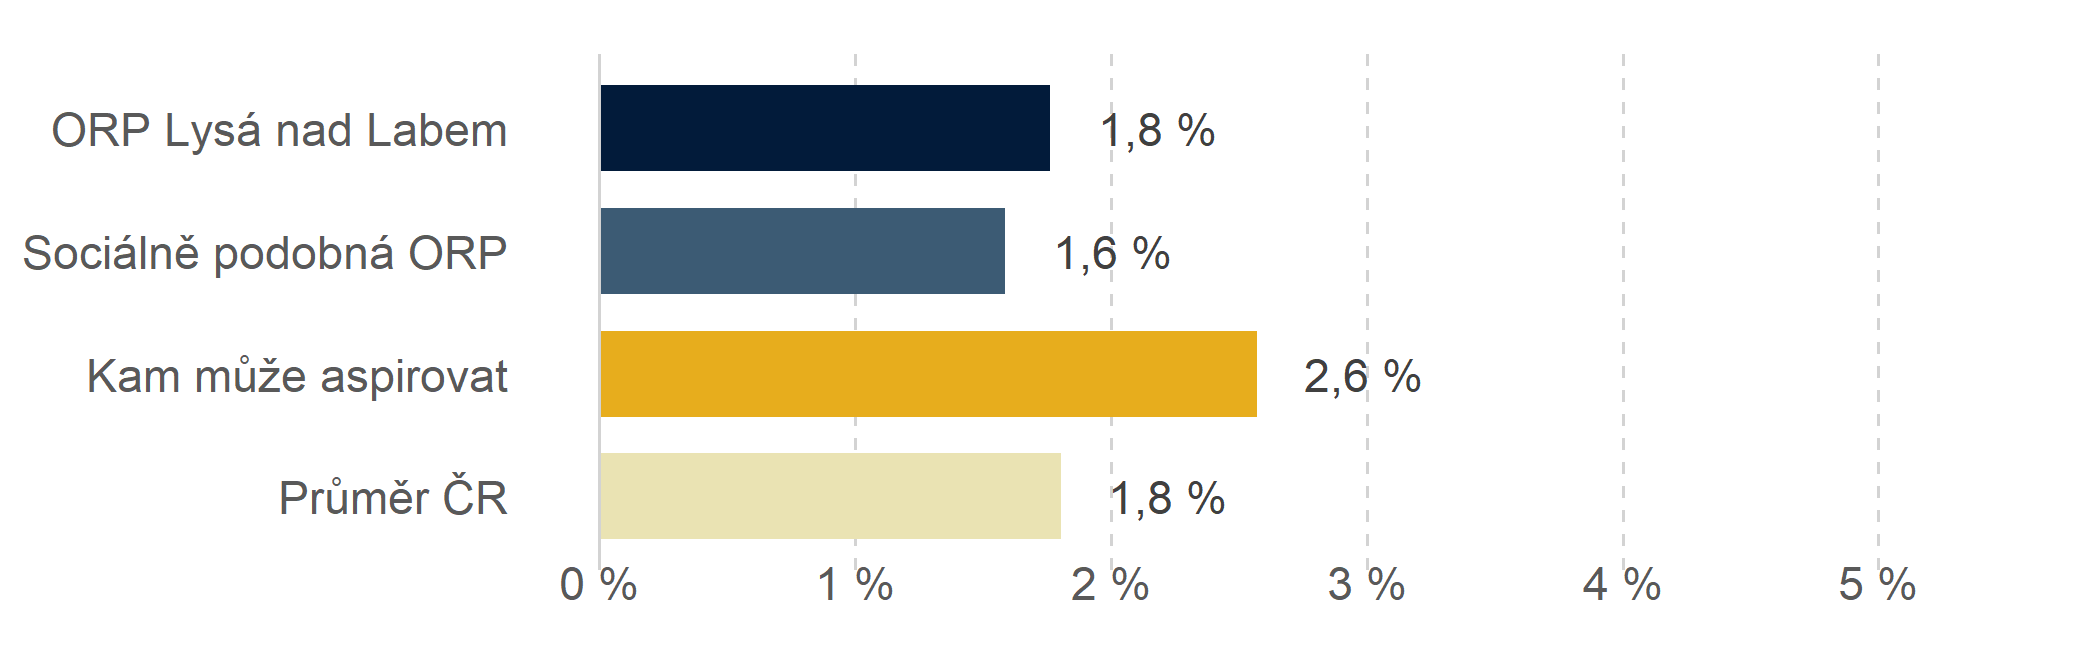 ORP Lysá nad Labem 1,8 %
Sociálně podobná ORP 1,6 %
Kam může aspirovat 2,6 %
Průměr ČR 1,8 %
0 % 1 % 2 % 3 % 4 % 5 %